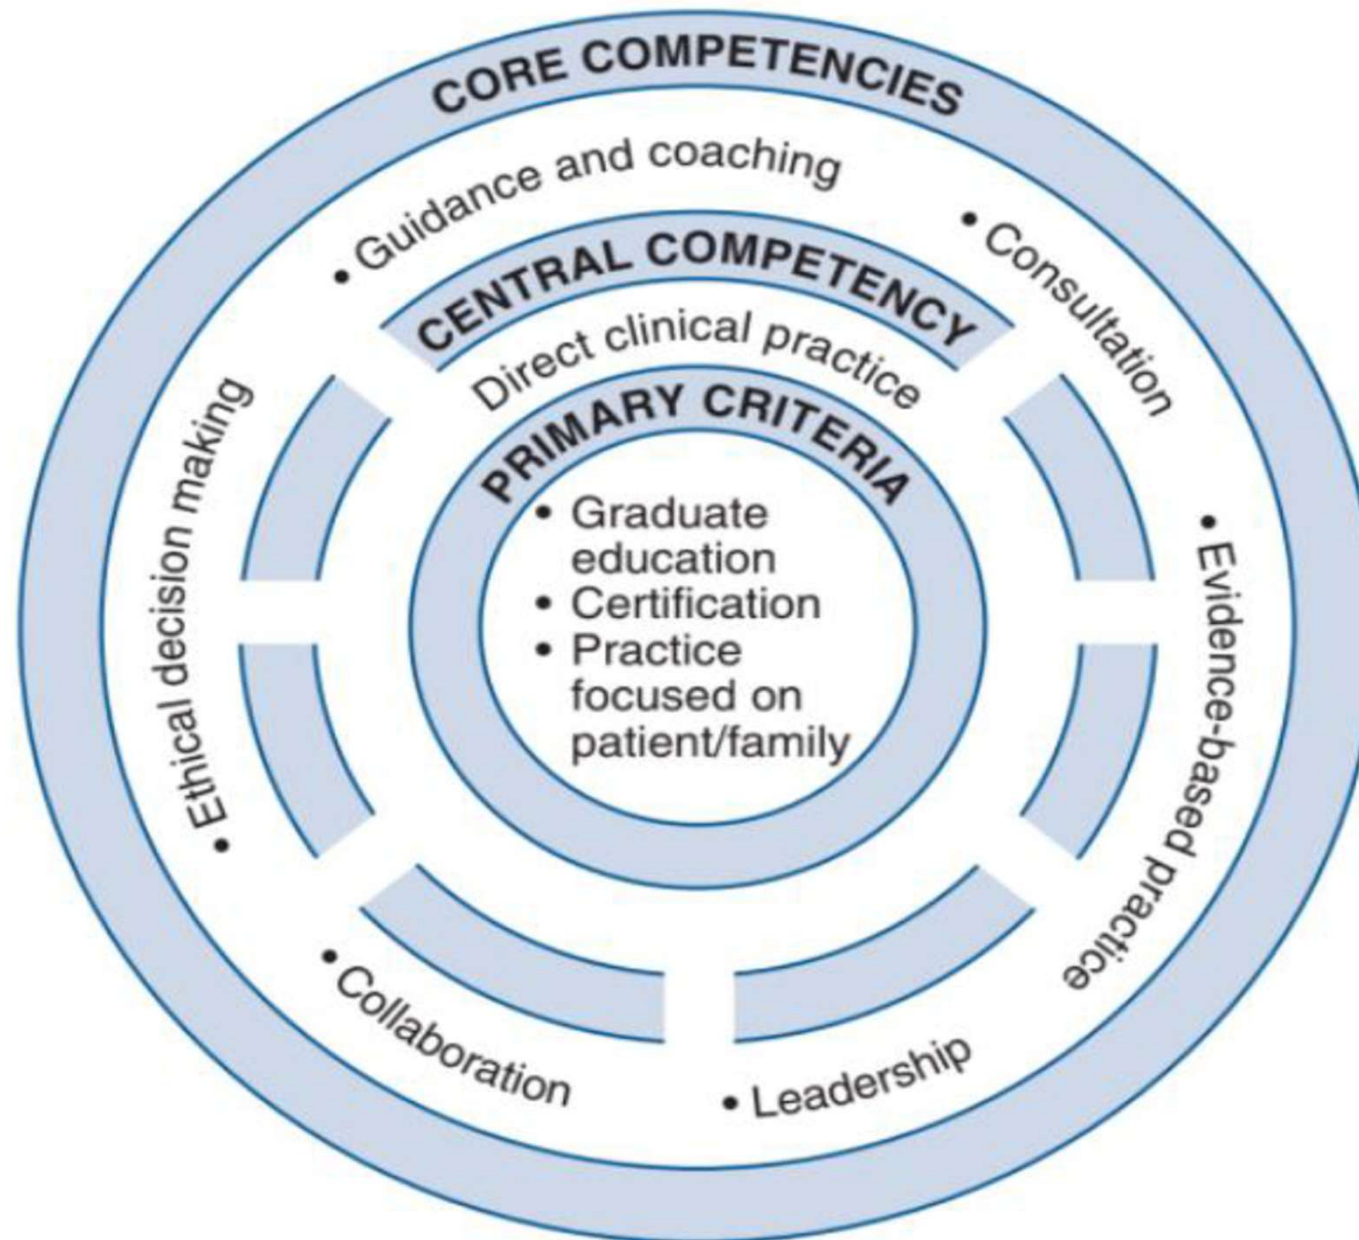 CORE COMPETENCIES
• Guidance and coaching
• Consultation
• Evidence-based practice
• Leadership
• Collaboration
• Ethical decision making
CENTRAL COMPETENCY
Direct clinical practice
PRIMARY CRITERIA
• Graduate
education
• Certification
• Practice
focused on
patient/family